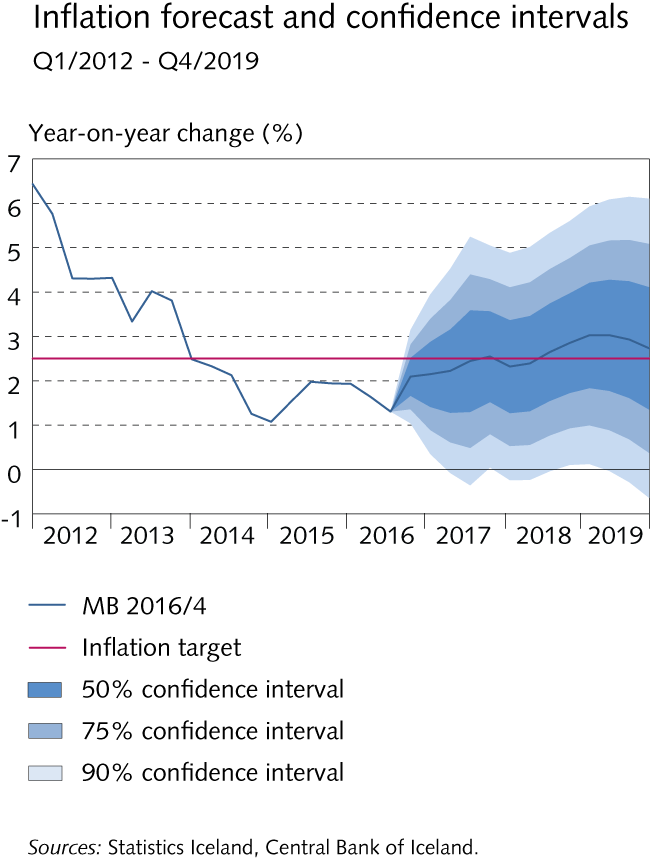 Inflation forecast and confidence intervals
Q1/2012 - Q4/2019
Year-on-year change (%)
7
6
5
4
3
2
1
0
-1
2012 2013 2014 2015 2016 2017 2018 2019
MB 2016/4
Inflation target
50% confidence interval
75% confidence interval
90% confidence interval
Sources: Statistics Iceland, Central Bank of Iceland.